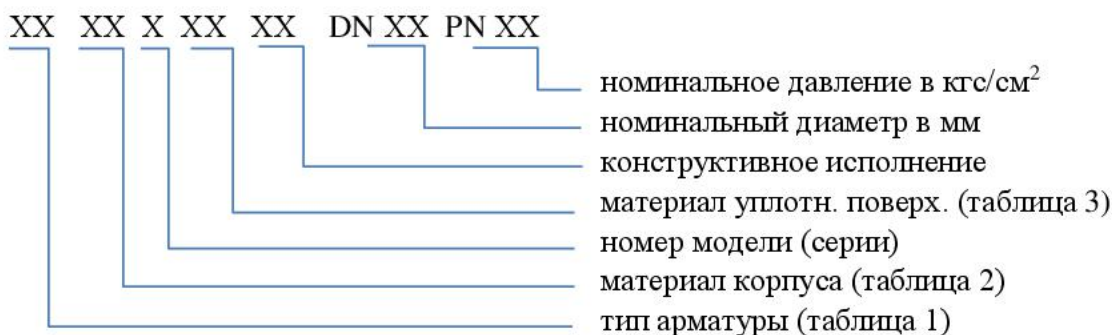 XX XX X XX XX DN XX PN XX
номинальное давление в кгс/см²
номинальный диаметр в мм
конструктивное исполнение
материал уплотн. поверх. (таблица 3)
номер модели (серии)
материал корпуса (таблица 2)
тип арматуры (таблица 1)